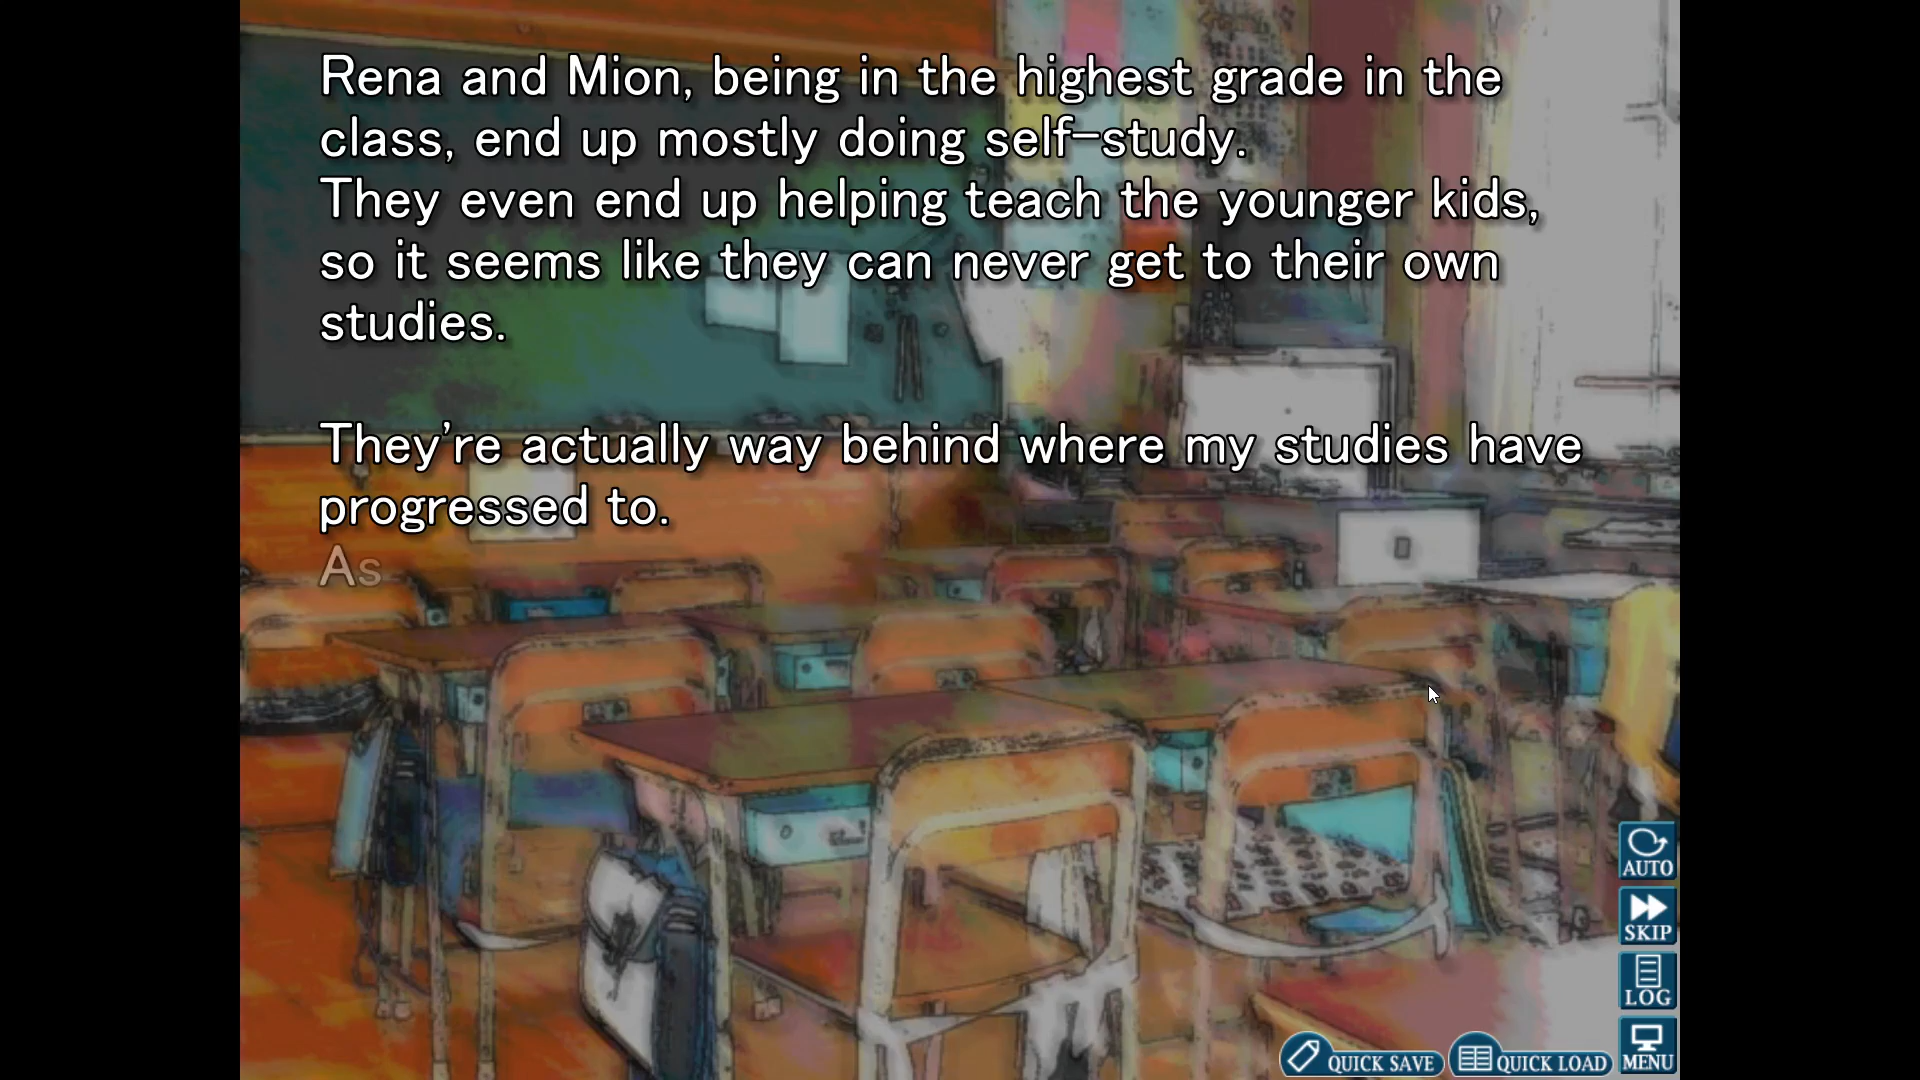 Rena and Mion, being in the highest grade in the
class, end up mostly doing self-study.
They even end up helping teach the younger kids,
so it seems like they can never get to their own
studies.
They're actually way behind where my studies have
progressed to.
As
AUTO
SKIP
LOG
MENU
QUICK SAVE
QUICK LOAD